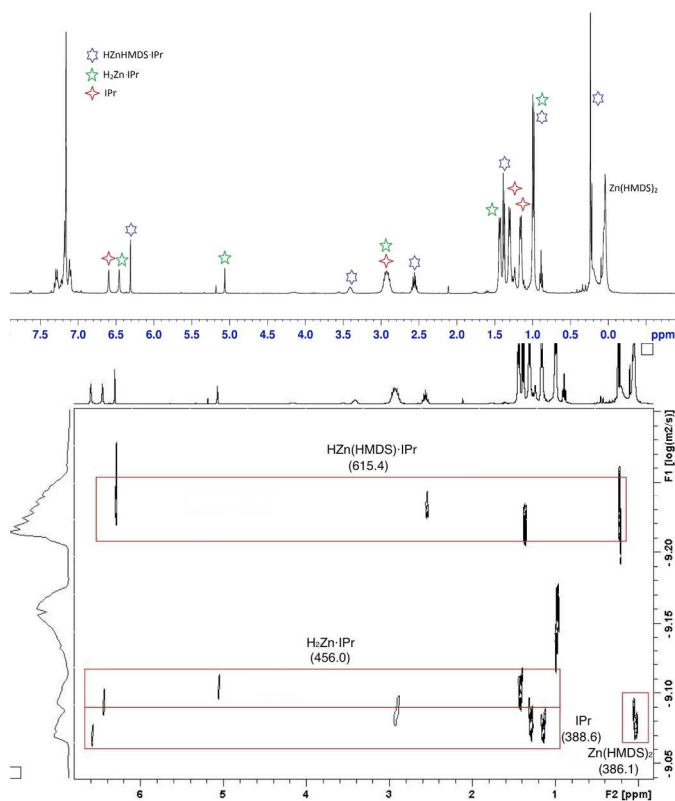 HZnHMDS·IPr
H₂Zn·IPr
IPr
Zn(HMDS)₂
7.5 7.0 6.5 6.0 5.5 5.0 4.5 4.0 3.5 3.0 2.5 2.0 1.5 1.0 0.5 0.0 ppm
F1 [log(m2/s)]
HZn(HMDS)·IPr
(615.4)
- 9.20
- 9.15
H₂Zn·IPr
(456.0)
- 9.10
IPr
(388.6)
Zn(HMDS)₂
(386.1)
- 9.05
6 5 4 3 2 1 F2 [ppm]